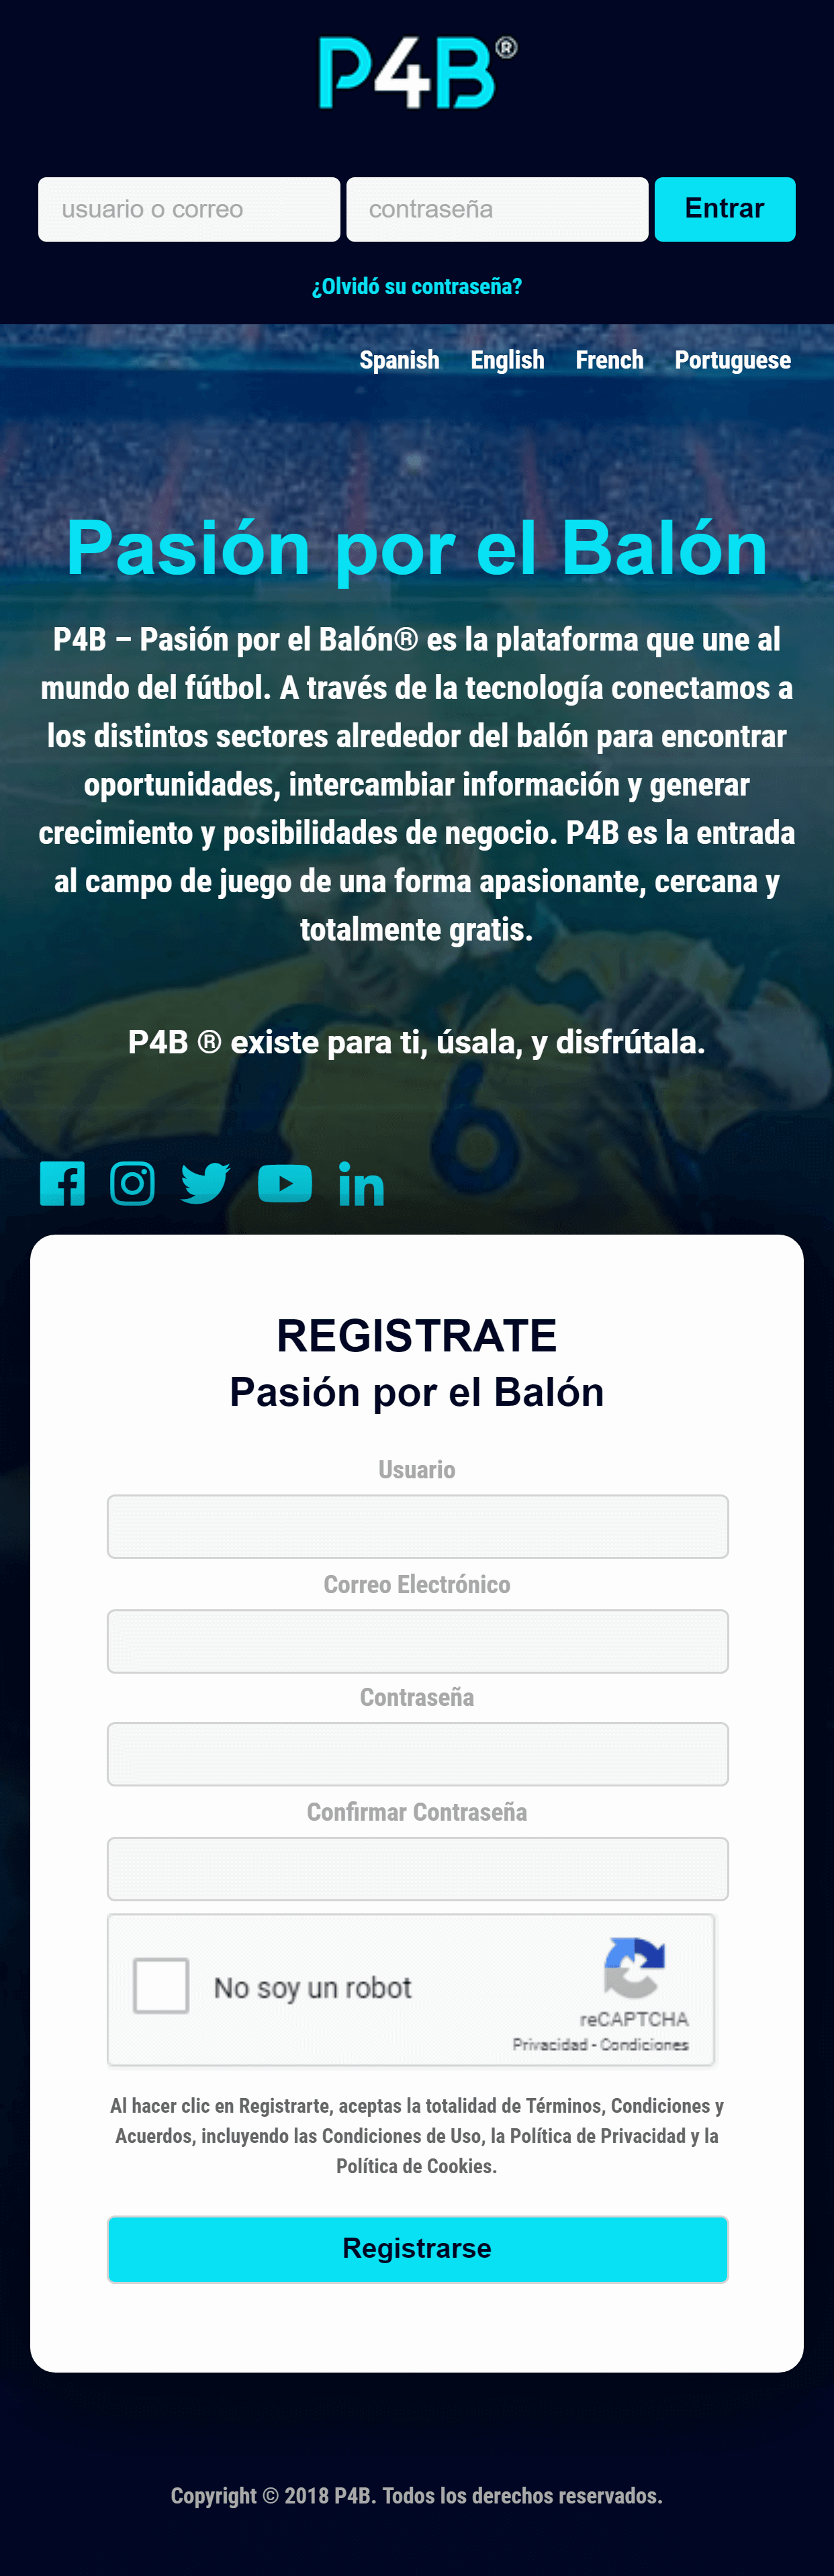 P4B®
usuario o correo
contraseña
Entrar
¿Olvidó su contraseña?
Spanish English French Portuguese
Pasión por el Balón
P4B – Pasión por el Balón® es la plataforma que une al
mundo del fútbol. A través de la tecnología conectamos a
los distintos sectores alrededor del balón para encontrar
oportunidades, intercambiar información y generar
crecimiento y posibilidades de negocio. P4B es la entrada
al campo de juego de una forma apasionante, cercana y
totalmente gratis.
P4B ® existe para ti, úsala, y disfrútala.
6
REGISTRATE
Pasión por el Balón
Usuario
Correo Electrónico
Contraseña
Confirmar Contraseña
No soy un robot
reCAPTCHA
Privacidad - Condiciones
Al hacer clic en Registrarte, aceptas la totalidad de Términos, Condiciones y
Acuerdos, incluyendo las Condiciones de Uso, la Política de Privacidad y la
Política de Cookies.
Registrarse
Copyright © 2018 P4B. Todos los derechos reservados.